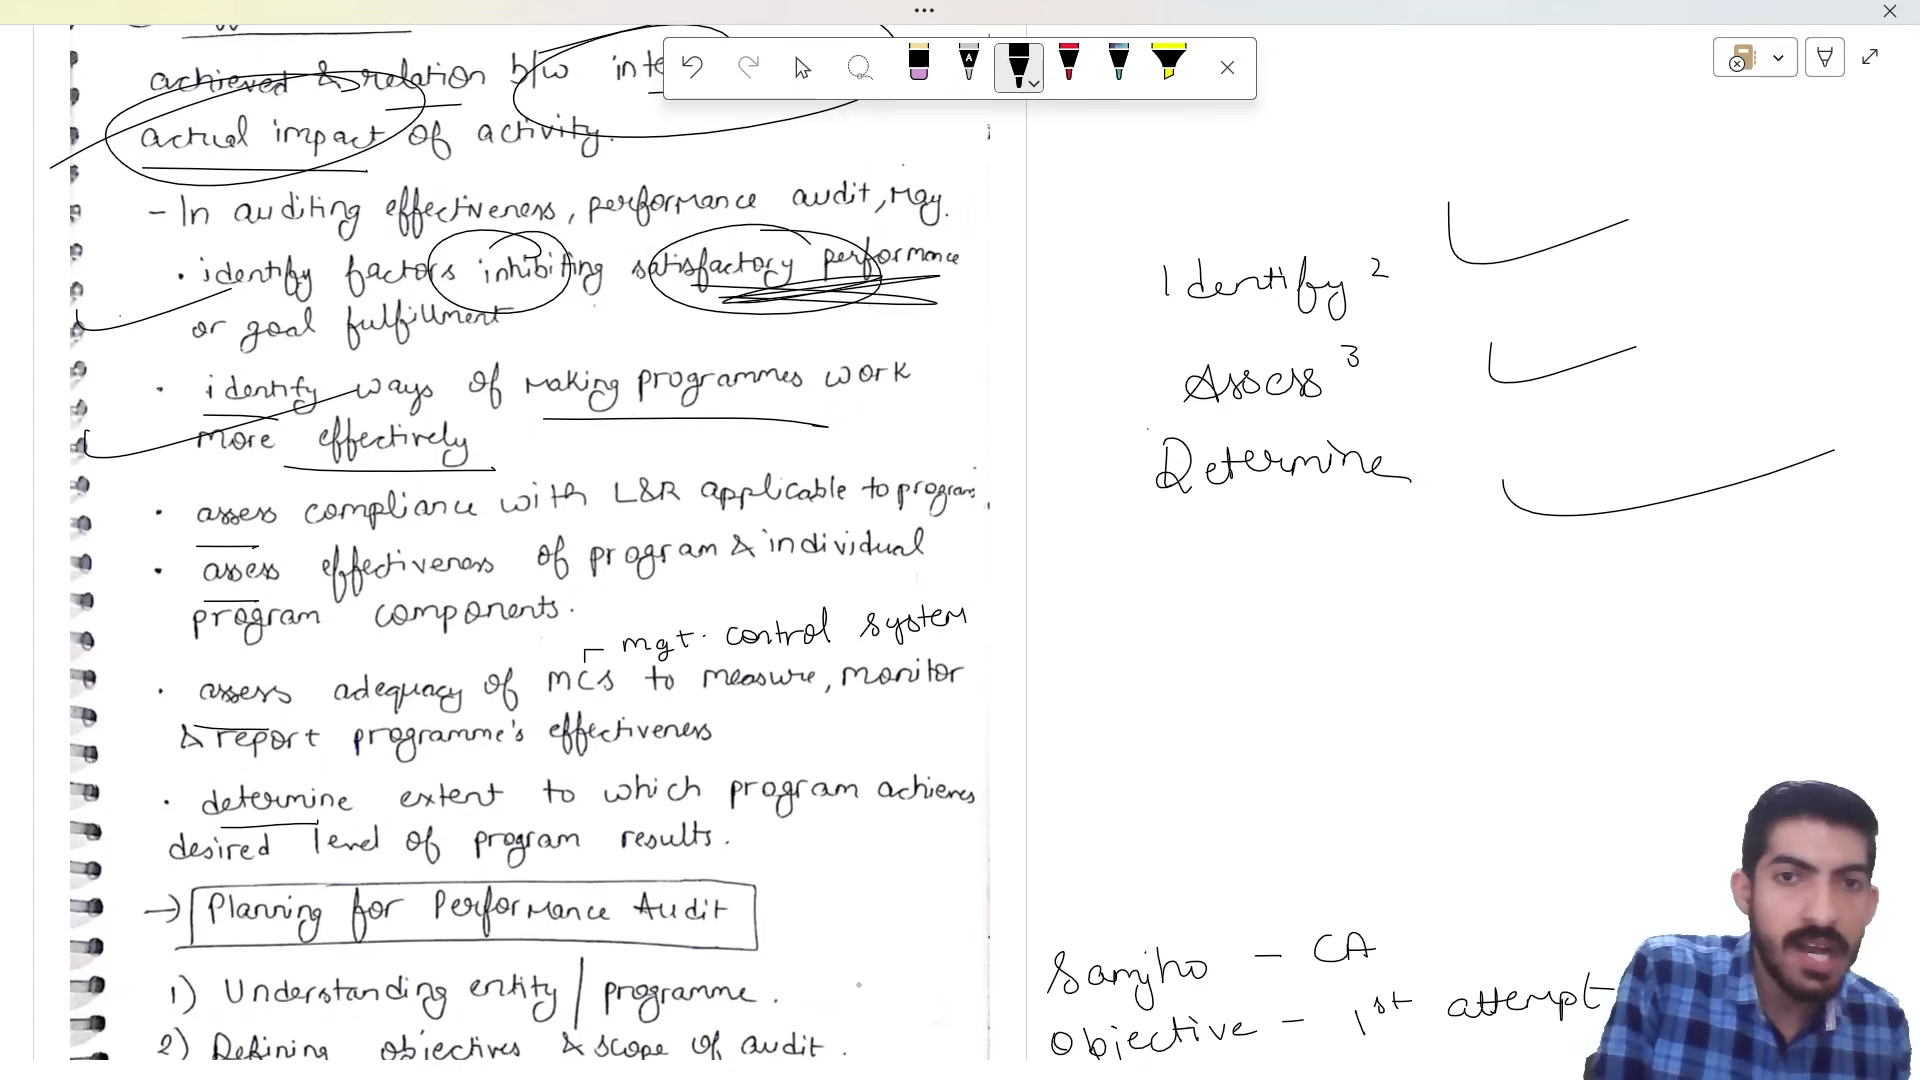 achieved & relation b/w inte
actual impact of activity.
- In auditing effectiveness, performance audit, may.
• identify factors inhibiting satisfactory performance
or goal fulfillment
• identify ways of making programmes work
more effectively
• assess compliance with L&R applicable to program.
• assess effectiveness of program & individual
program components.
mgt. control system
• assess adequacy of MCS to measure, monitor
& report programme's effectiveness
• determine extent to which program achieves
desired level of program results.
→ Planning for Performance Audit
1) Understanding entity / programme.
2) Defining objectives & scope of audit.
Identify 2
Assess 3
Determine
Samjho - CA
Objective - 1st attempt